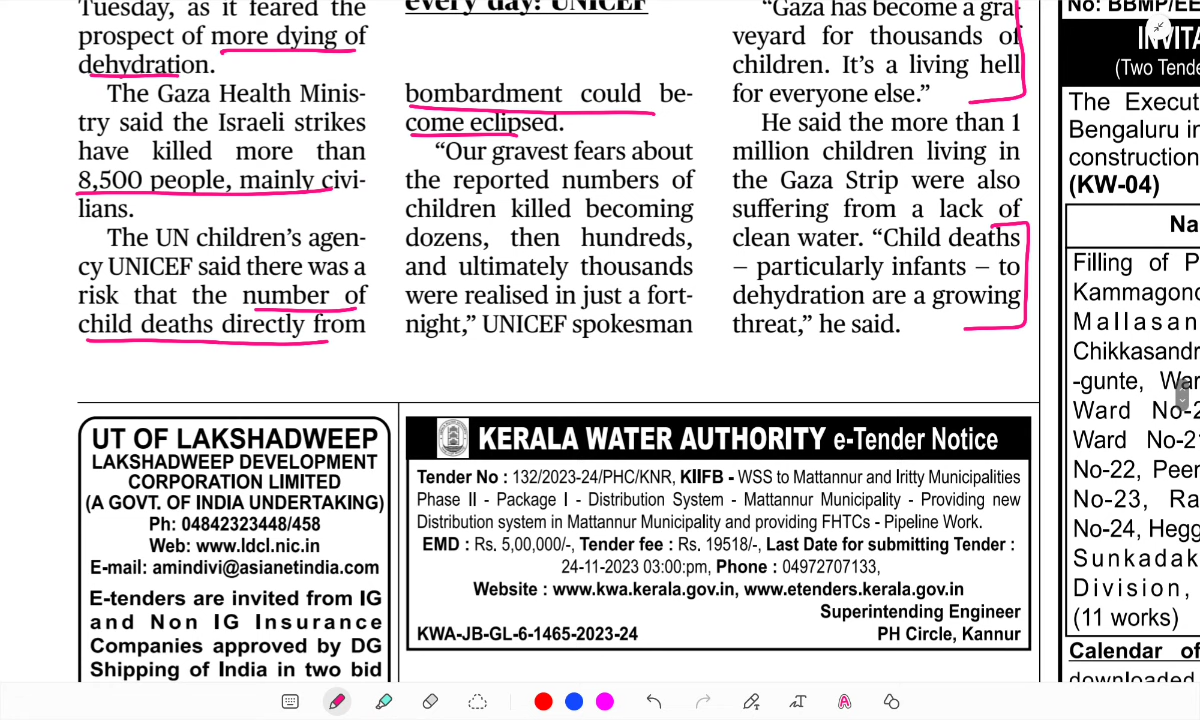 Tuesday, as it feared the
prospect of more dying of
dehydration.
The Gaza Health Minis-
try said the Israeli strikes
have killed more than
8,500 people, mainly civi-
lians.
The UN children's agen-
cy UNICEF said there was a
risk that the number of
child deaths directly from
every day: UNICEF
bombardment could be-
come eclipsed.
“Our gravest fears about
the reported numbers of
children killed becoming
dozens, then hundreds,
and ultimately thousands
were realised in just a fort-
night,” UNICEF spokesman
“Gaza has become a gra-
veyard for thousands of
children. It's a living hell
for everyone else.”
He said the more than 1
million children living in
the Gaza Strip were also
suffering from a lack of
clean water. “Child deaths
– particularly infants – to
dehydration are a growing
threat,” he said.
UT OF LAKSHADWEEP
LAKSHADWEEP DEVELOPMENT
CORPORATION LIMITED
(A GOVT. OF INDIA UNDERTAKING)
Ph: 04842323448/458
Web: www.ldcl.nic.in
E-mail: amindivi@asianetindia.com
E-tenders are invited from IG
and Non IG Insurance
Companies approved by DG
Shipping of India in two bid
KERALA WATER AUTHORITY e-Tender Notice
Tender No : 132/2023-24/PHC/KNR, KIIFB - WSS to Mattannur and Iritty Municipalities
Phase II - Package I - Distribution System - Mattannur Municipality - Providing new
Distribution system in Mattannur Municipality and providing FHTCs - Pipeline Work.
EMD : Rs. 5,00,000/-, Tender fee : Rs. 19518/-, Last Date for submitting Tender :
24-11-2023 03:00:pm, Phone : 04972707133,
Website : www.kwa.kerala.gov.in, www.etenders.kerala.gov.in
Superintending Engineer
KWA-JB-GL-6-1465-2023-24 PH Circle, Kannur
No: BBMP/EE
INVITA
(Two Tende
The Execut
Bengaluru in
construction
(KW-04)
Na
Filling of P
Kammagond
Mallasan
Chikkasandr
-gunte, War
Ward No-2
Ward No-21
No-22, Peen
No-23, Ra
No-24, Hegg
Sunkadak
Division,
(11 works)
Calendar of
downloaded